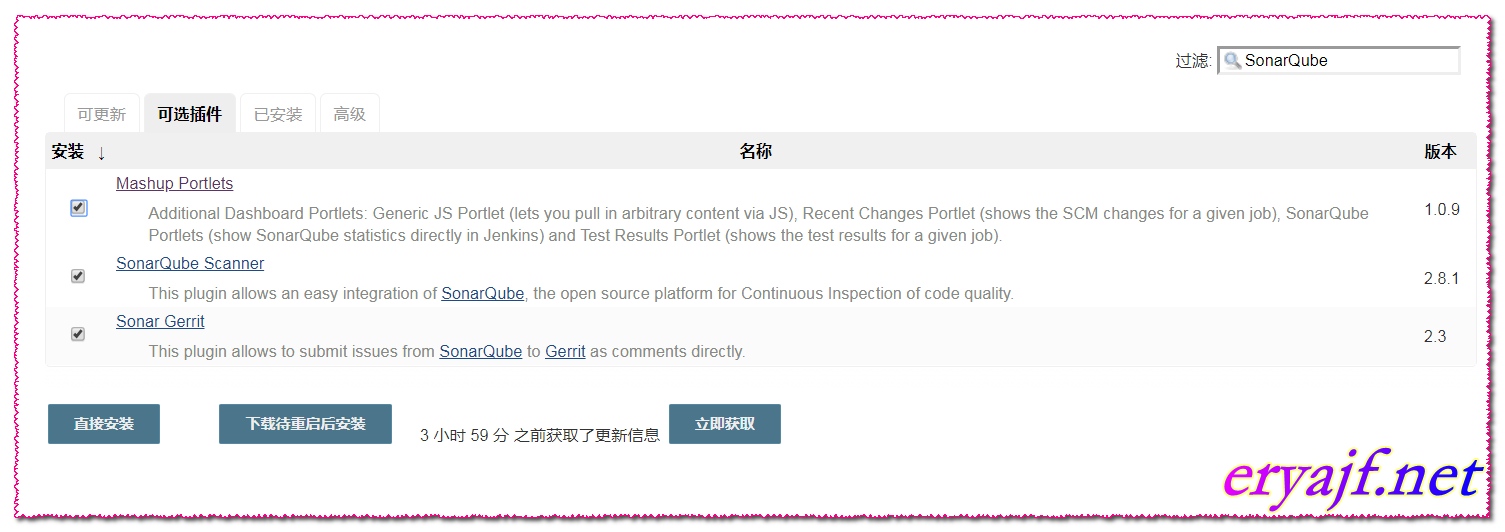 过滤: SonarQube
可更新 可选插件 已安装 高级
安装 ↓ 名称 版本
Mashup Portlets
Additional Dashboard Portlets: Generic JS Portlet (lets you pull in arbitrary content via JS), Recent Changes Portlet (shows the SCM changes for a given job), SonarQube
Portlets (show SonarQube statistics directly in Jenkins) and Test Results Portlet (shows the test results for a given job).
1.0.9
SonarQube Scanner
This plugin allows an easy integration of SonarQube, the open source platform for Continuous Inspection of code quality.
2.8.1
Sonar Gerrit
This plugin allows to submit issues from SonarQube to Gerrit as comments directly.
2.3
直接安装 下载待重启后安装 3 小时 59 分 之前获取了更新信息 立即获取
eryajf.net